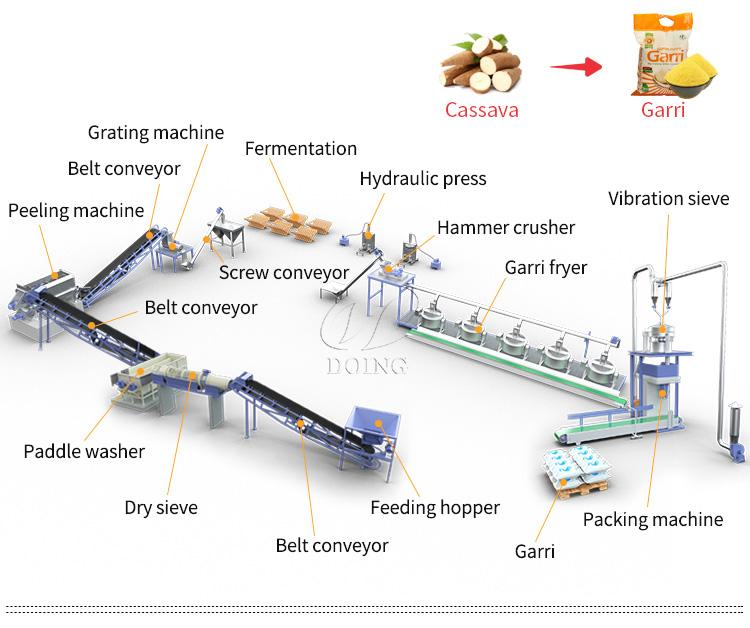 Garri
Cassava
Garri
Grating machine
Fermentation
Belt conveyor
Hydraulic press
Peeling machine
Vibration sieve
Hammer crusher
Screw conveyor
Garri fryer
Belt conveyor
DOING
Paddle washer
Dry sieve
Feeding hopper
Packing machine
Belt conveyor
Garri